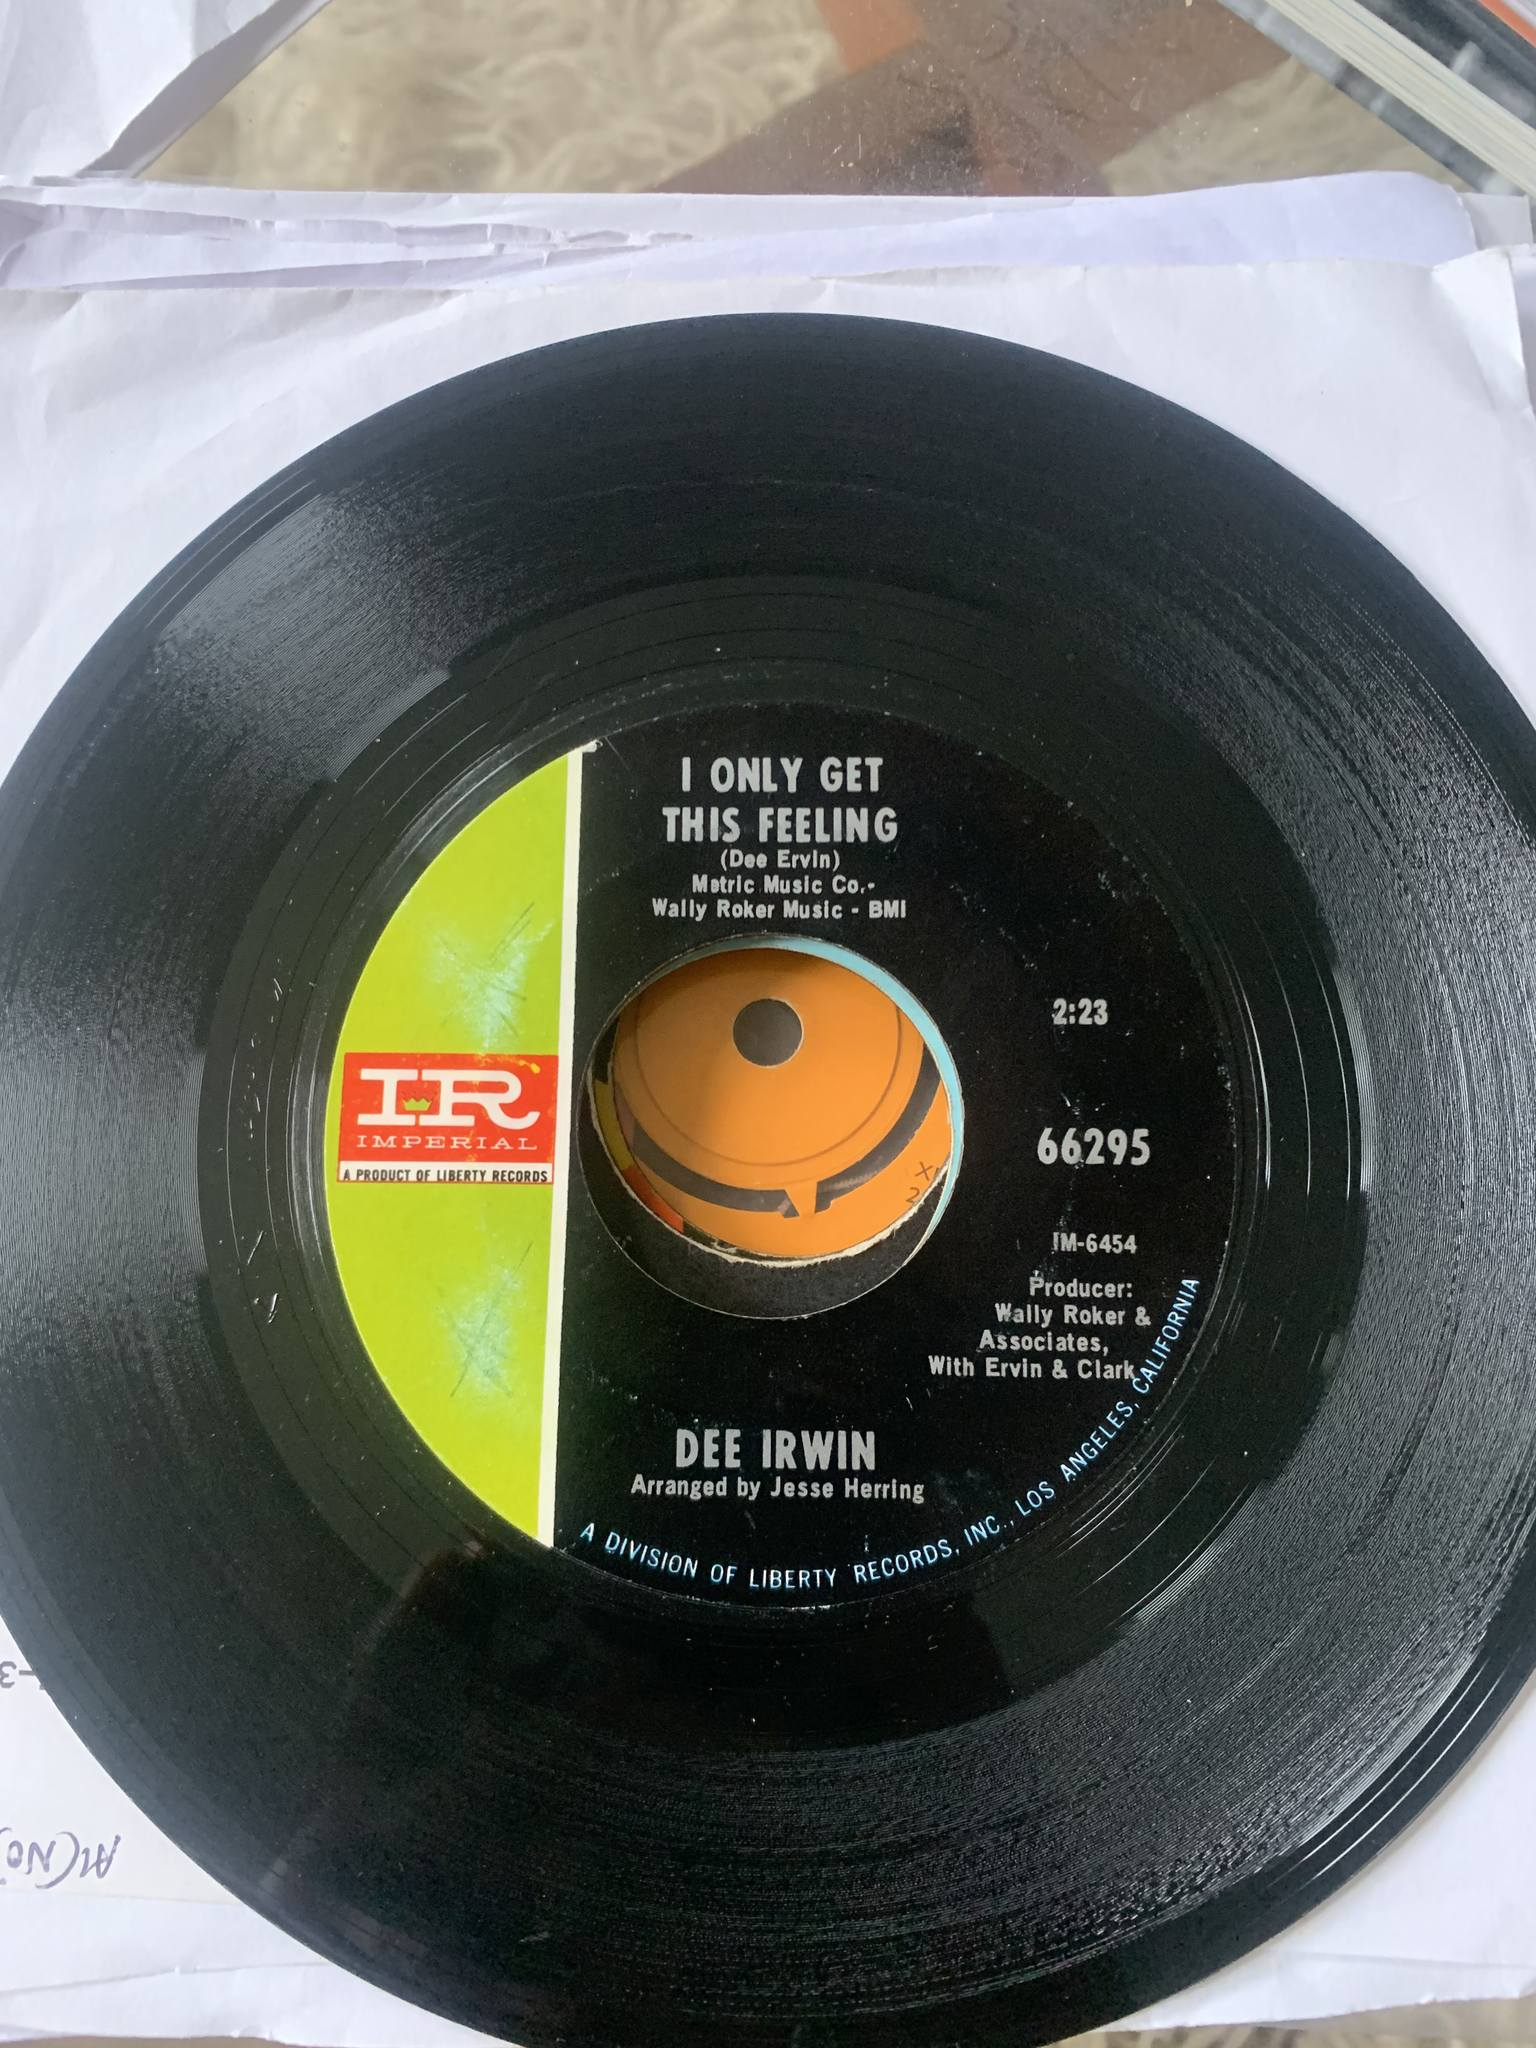 I ONLY GET
THIS FEELING
(Dee Ervin)
Metric Music Co.-
Wally Roker Music - BMI
2:23
66295
IR
IMPERIAL
A PRODUCT OF LIBERTY RECORDS
IM-6454
Producer:
Wally Roker &
Associates,
With Ervin & Clark
DEE IRWIN
Arranged by Jesse Herring
A DIVISION OF LIBERTY RECORDS, INC., LOS ANGELES, CALIFORNIA